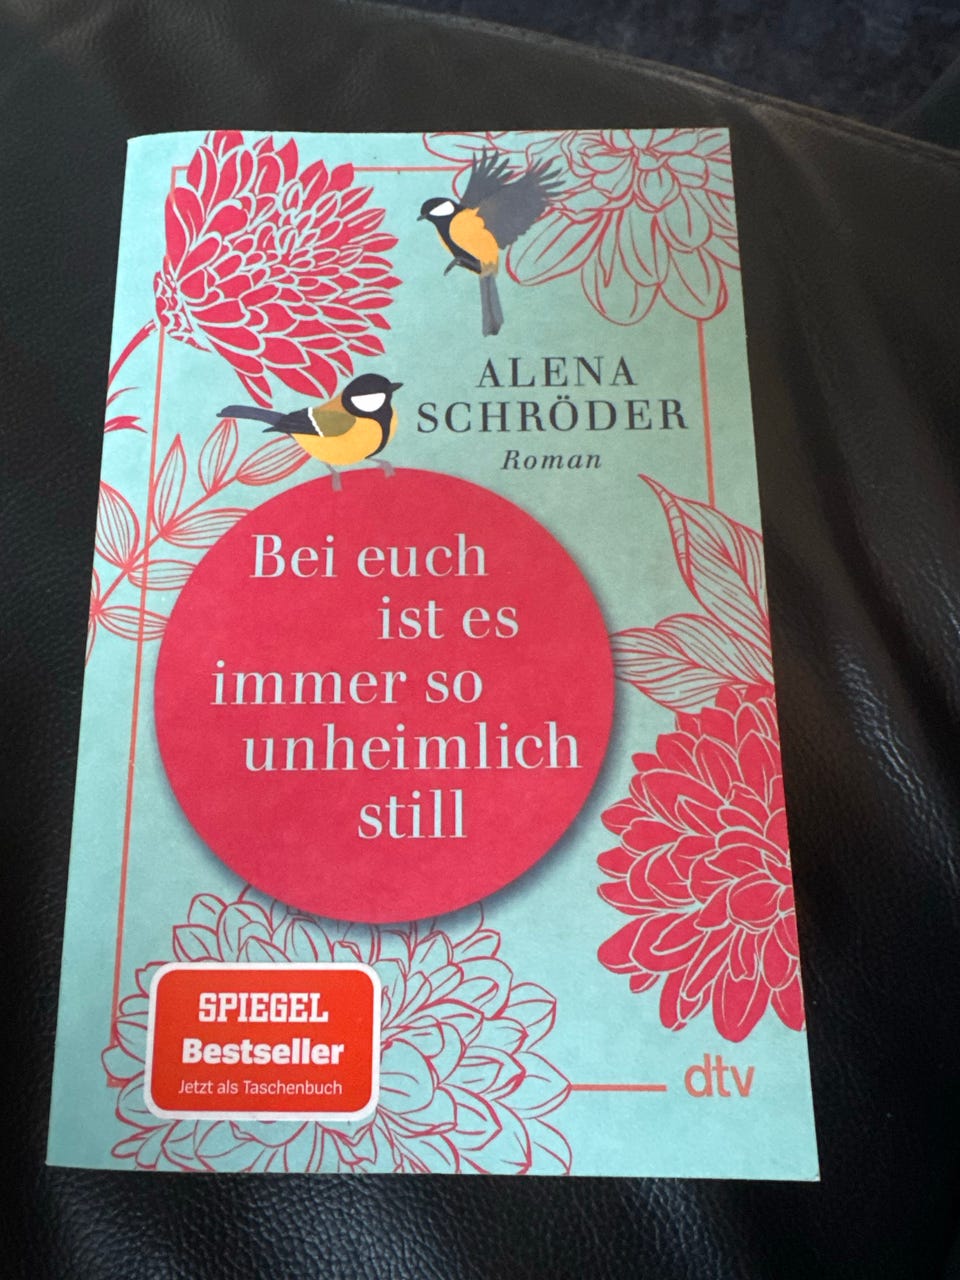 ALENA
SCHRÖDER
Roman
Bei euch
ist es
immer so
unheimlich
still
SPIEGEL
Bestseller
Jetzt als Taschenbuch
dtv